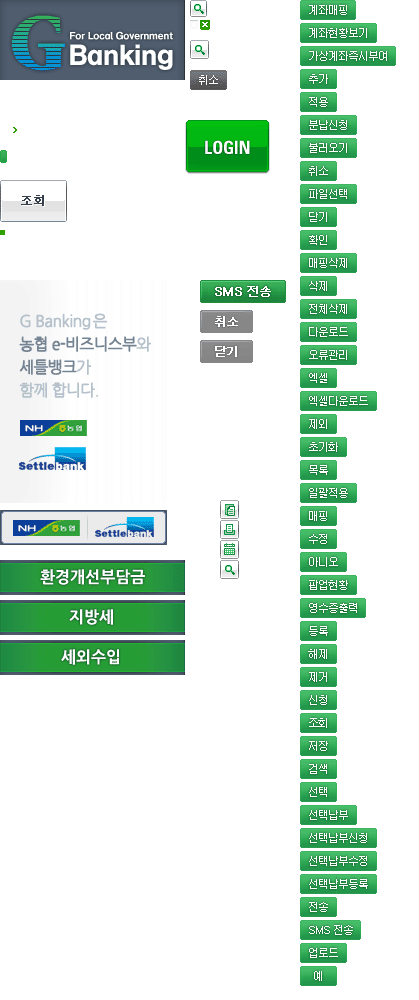 For Local Government
G Banking
조회
G Banking은
농협 e-비즈니스부와
세틀뱅크가
함께 합니다.
NH 농협
Settlebank
NH 농협
Settlebank
환경개선부담금
지방세
세외수입
취소
LOGIN
SMS 전송
취소
닫기
계좌매핑
계좌현황보기
가상계좌즉시부여
추가
적용
분납신청
불러오기
취소
파일선택
닫기
확인
매핑삭제
삭제
전체삭제
다운로드
오류관리
엑셀
엑셀다운로드
제외
초기화
목록
일괄적용
매핑
수정
아니오
팝업현황
영수증출력
등록
해제
제거
신청
조회
저장
검색
선택
선택납부
선택납부신청
선택납부수정
선택납부등록
전송
SMS 전송
업로드
예